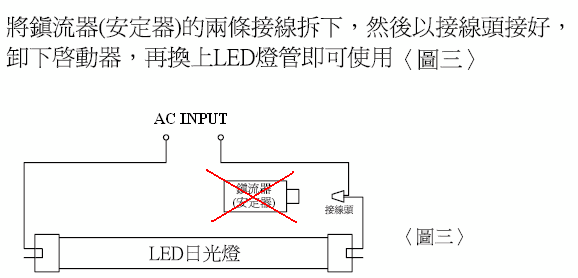 將鎮流器(安定器)的兩條接線拆下，然後以接線頭接好，
卸下啓動器，再換上LED燈管即可使用〈圖三〉
AC INPUT
鎮流器
(安定器)
接線頭
〈圖三〉
LED日光燈